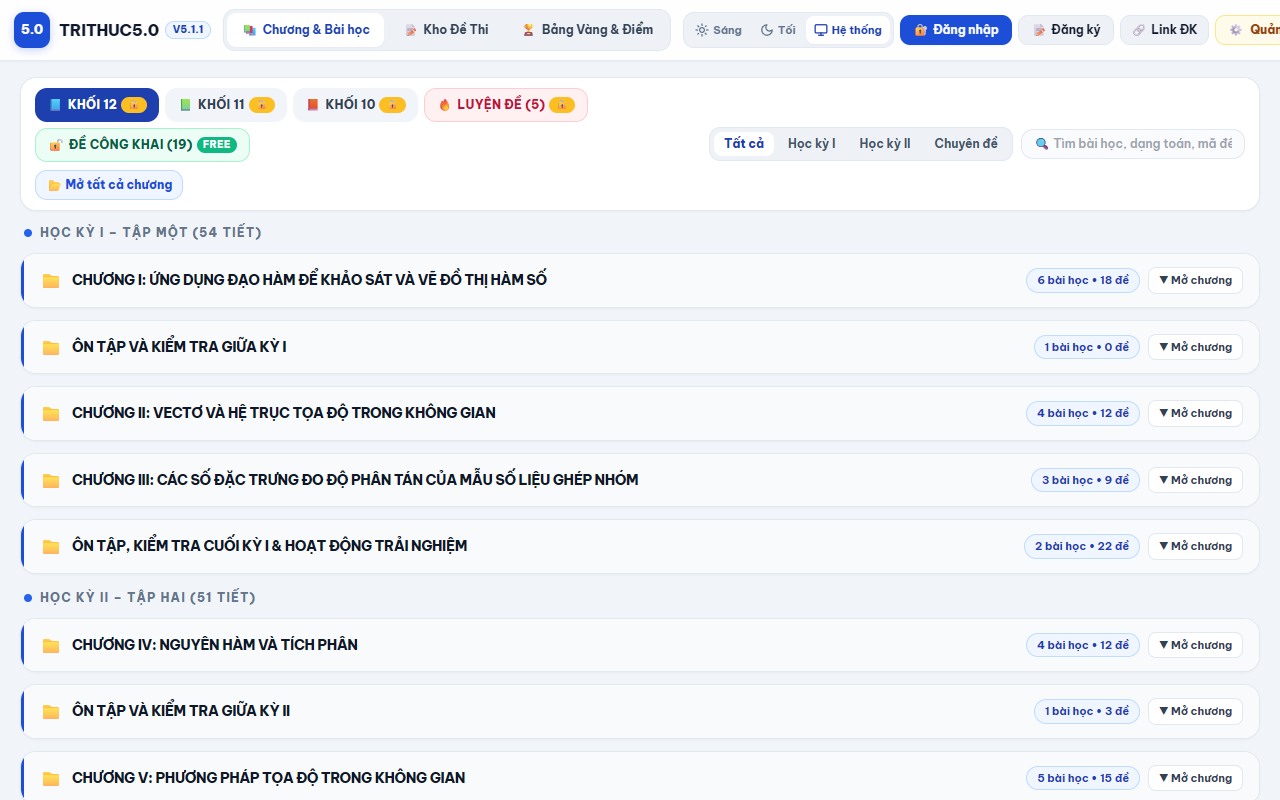 5.0 TRITHUC5.0 V5.1.1 Chương & Bài học Kho Đề Thi Bảng Vàng & Điểm Sáng Tối Hệ thống Đăng nhập Đăng ký Link ĐK Quản
KHỐI 12 KHỐI 11 KHỐI 10 LUYỆN ĐỀ (5)
ĐỀ CÔNG KHAI (19) FREE Tất cả Học kỳ I Học kỳ II Chuyên đề Tìm bài học, dạng toán, mã đề
Mở tất cả chương
HỌC KỲ I – TẬP MỘT (54 TIẾT)
CHƯƠNG I: ỨNG DỤNG ĐẠO HÀM ĐỂ KHẢO SÁT VÀ VẼ ĐỒ THỊ HÀM SỐ 6 bài học • 18 đề ▼ Mở chương
ÔN TẬP VÀ KIỂM TRA GIỮA KỲ I 1 bài học • 0 đề ▼ Mở chương
CHƯƠNG II: VECTƠ VÀ HỆ TRỤC TỌA ĐỘ TRONG KHÔNG GIAN 4 bài học • 12 đề ▼ Mở chương
CHƯƠNG III: CÁC SỐ ĐẶC TRƯNG ĐO ĐỘ PHÂN TÁN CỦA MẪU SỐ LIỆU GHÉP NHÓM 3 bài học • 9 đề ▼ Mở chương
ÔN TẬP, KIỂM TRA CUỐI KỲ I & HOẠT ĐỘNG TRẢI NGHIỆM 2 bài học • 22 đề ▼ Mở chương
HỌC KỲ II – TẬP HAI (51 TIẾT)
CHƯƠNG IV: NGUYÊN HÀM VÀ TÍCH PHÂN 4 bài học • 12 đề ▼ Mở chương
ÔN TẬP VÀ KIỂM TRA GIỮA KỲ II 1 bài học • 3 đề ▼ Mở chương
CHƯƠNG V: PHƯƠNG PHÁP TỌA ĐỘ TRONG KHÔNG GIAN 5 bài học • 15 đề ▼ Mở chương